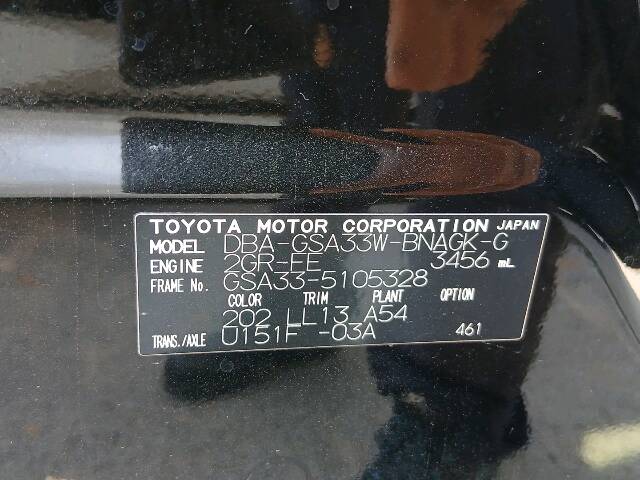 TOYOTA MOTOR CORPORATION JAPAN
MODEL DBA-GSA33W-BNAGK-G
ENGINE 2GR-FE 3456 mL
FRAME No. GSA33-5105328
COLOR TRIM PLANT OPTION
202 LL13 A54
TRANS./AXLE U151F -03A 461